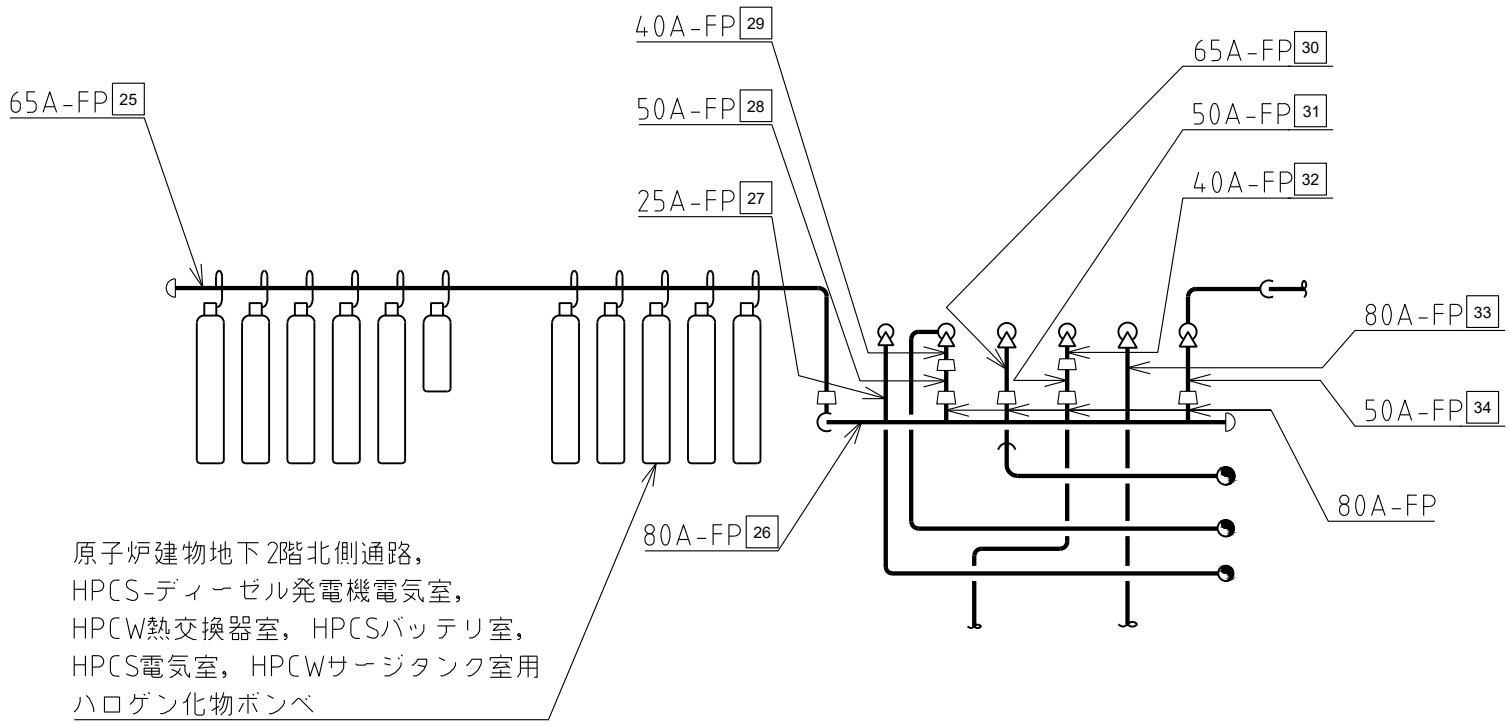 40A-FP 29
65A-FP 30
65A-FP 25
50A-FP 28
50A-FP 31
25A-FP 27
40A-FP 32
80A-FP 33
50A-FP 34
80A-FP
80A-FP 26
原子炉建物地下2階北側通路,
HPCS-ディーゼル発電機電気室,
HPCW熱交換器室, HPCSバッテリ室,
HPCS電気室, HPCWサージタンク室用
ハロゲン化物ボンベ